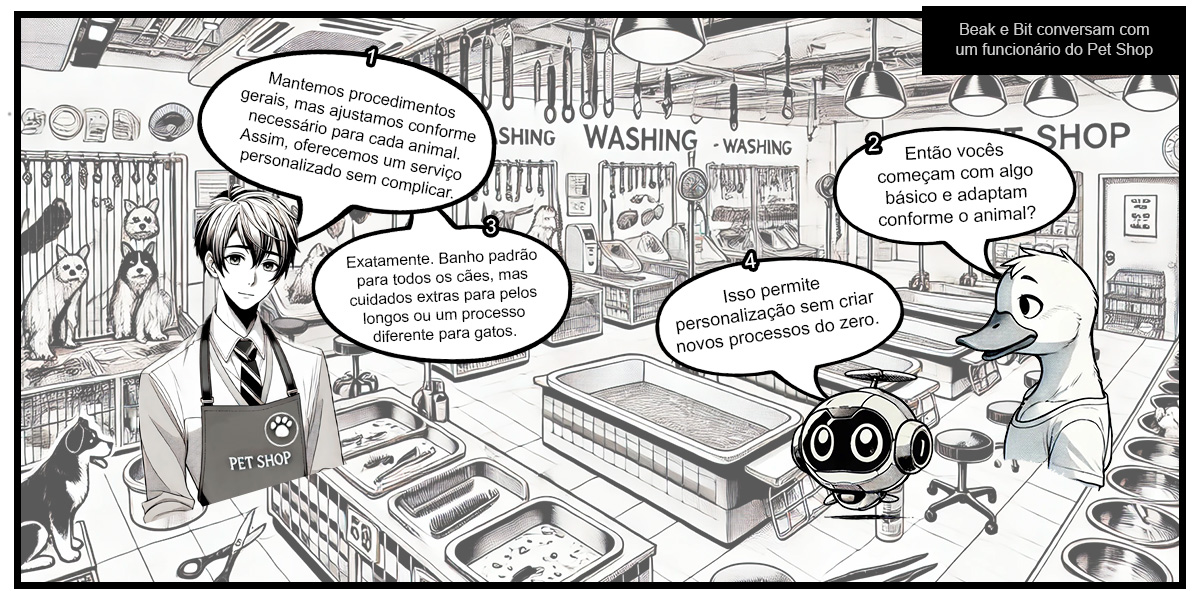 Beak e Bit conversam com
um funcionário do Pet Shop
1
Mantemos procedimentos
gerais, mas ajustamos conforme
necessário para cada animal.
Assim, oferecemos um serviço
personalizado sem complicar.
2
Então vocês
começam com algo
básico e adaptam
conforme o animal?
3
Exatamente. Banho padrão
para todos os cães, mas
cuidados extras para pelos
longos ou um processo
diferente para gatos.
4
Isso permite
personalização sem criar
novos processos do zero.
SHING
WASHING
- WASHING
SHOP
PET SHOP